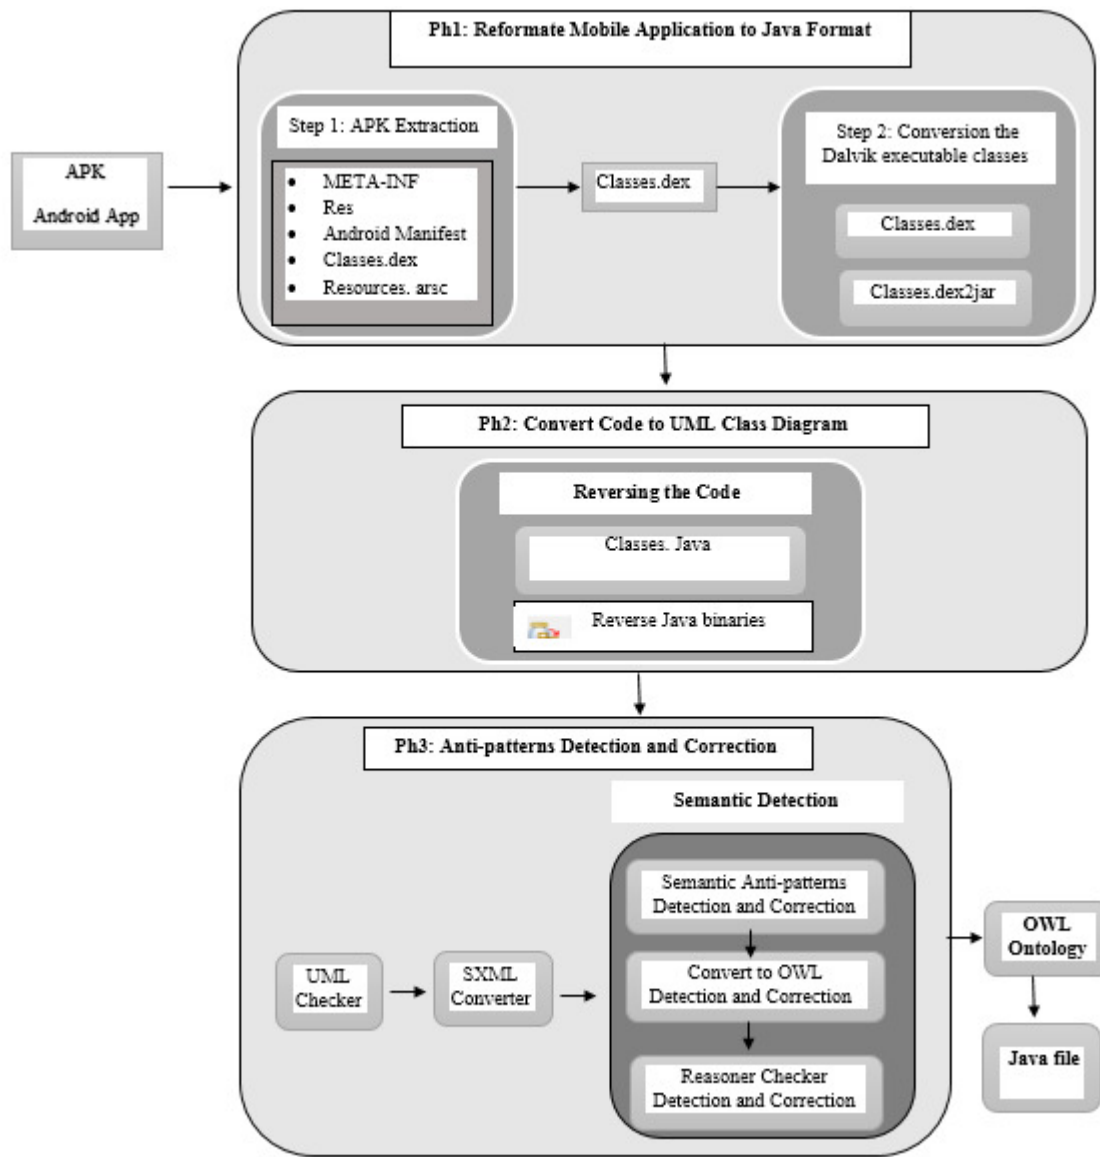 Ph1: Reformate Mobile Application to Java Format
Step 1: APK Extraction
• META-INF
• Res
• Android Manifest
• Classes.dex
• Resources. arsc
APK
Android App
Classes.dex
Step 2: Conversion the
Dalvik executable classes
Classes.dex
Classes.dex2jar
Ph2: Convert Code to UML Class Diagram
Reversing the Code
Classes. Java
Reverse Java binaries
Ph3: Anti-patterns Detection and Correction
Semantic Detection
UML
Checker
SXML
Converter
Semantic Anti-patterns
Detection and Correction
Convert to OWL
Detection and Correction
Reasoner Checker
Detection and Correction
OWL
Ontology
Java file